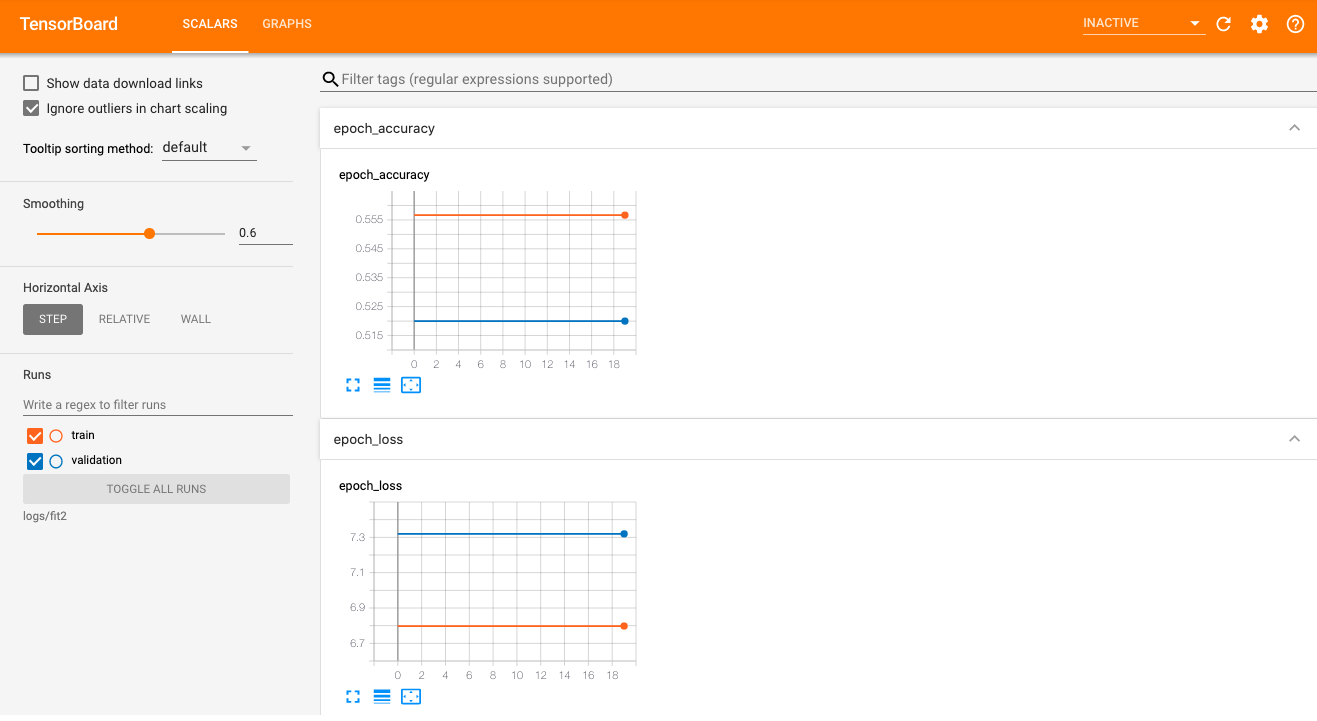 TensorBoard SCALARS GRAPHS INACTIVE
Show data download links
Ignore outliers in chart scaling
Tooltip sorting method: default
Smoothing
0.6
Horizontal Axis
STEP RELATIVE WALL
Runs
Write a regex to filter runs
train
validation
TOGGLE ALL RUNS
logs/fit2
Filter tags (regular expressions supported)
epoch_accuracy
epoch_accuracy
0.555
0.545
0.535
0.525
0.515
0 2 4 6 8 10 12 14 16 18
epoch_loss
epoch_loss
7.3
7.1
6.9
6.7
0 2 4 6 8 10 12 14 16 18